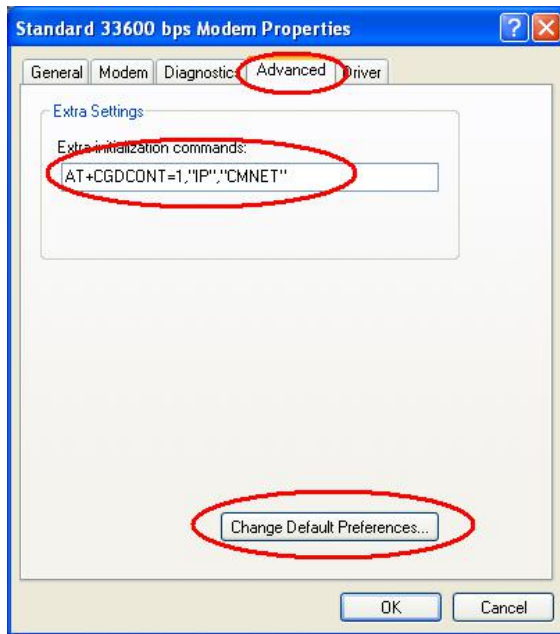 Standard 33600 bps Modem Properties
General Modem Diagnostics Advanced Driver
Extra Settings
Extra initialization commands:
AT+CGDCONT=1,"IP","CMNET"
Change Default Preferences...
OK Cancel